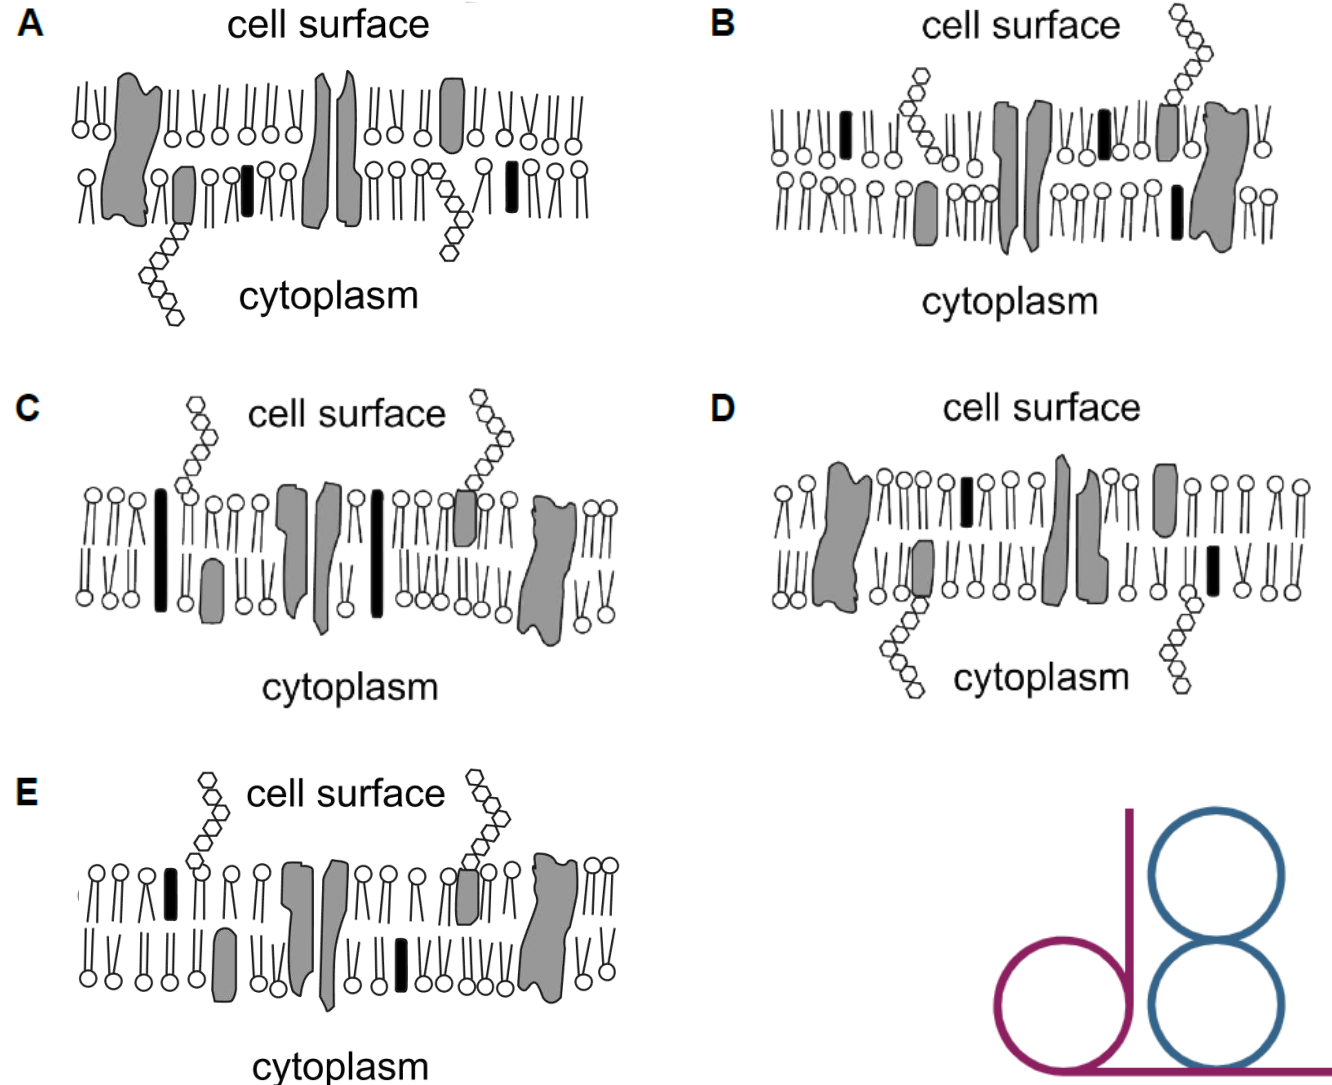 A
cell surface
cytoplasm
B
cell surface
cytoplasm
C
cell surface
cytoplasm
D
cell surface
cytoplasm
E
cell surface
cytoplasm